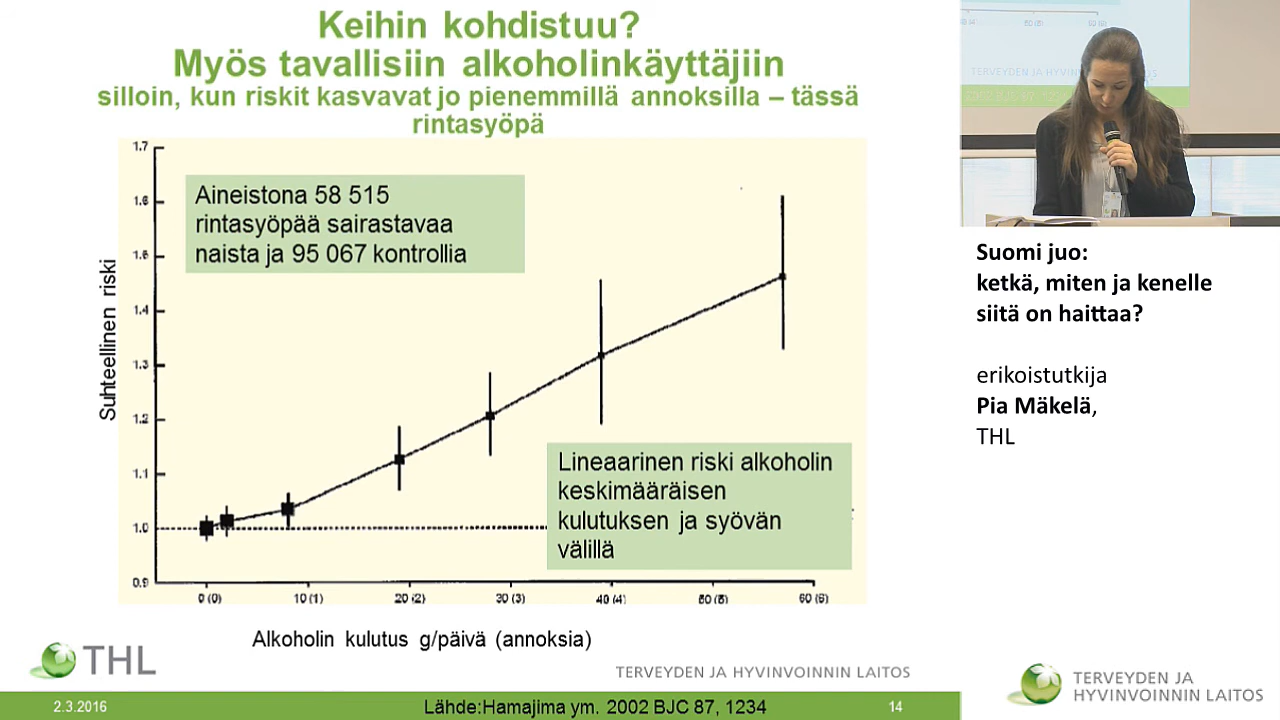 Keihin kohdistuu?
Myös tavallisiin alkoholinkäyttäjiin
silloin, kun riskit kasvavat jo pienemmillä annoksilla – tässä
rintasyöpä
1.7
1.6
1.5
1.4
1.3
1.2
1.1
1.0
0.9
Suhteellinen riski
Aineistona 58 515
rintasyöpää sairastavaa
naista ja 95 067 kontrollia
Lineaarinen riski alkoholin
keskimääräisen
kulutuksen ja syövän
välillä
0 (0) 10 (1) 20 (2) 30 (3) 40 (4) 50 (5) 60 (6)
Alkoholin kulutus g/päivä (annoksia)
THL
TERVEYDEN JA HYVINVOINNIN LAITOS
2.3.2016
Lähde:Hamajima ym. 2002 BJC 87, 1234
14
Suomi juo:
ketkä, miten ja kenelle
siitä on haittaa?
erikoistutkija
Pia Mäkelä,
THL
TERVEYDEN JA
HYVINVOINNIN LAITOS